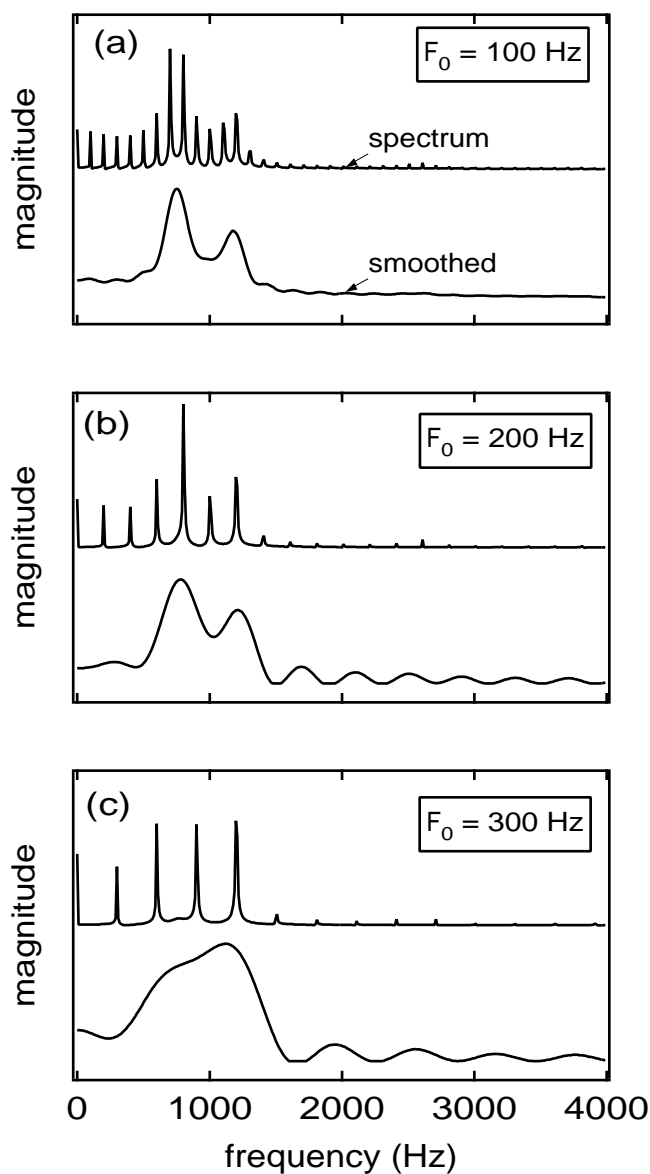 (a)
F₀ = 100 Hz
spectrum
smoothed
magnitude
(b)
F₀ = 200 Hz
magnitude
(c)
F₀ = 300 Hz
magnitude
0 1000 2000 3000 4000
frequency (Hz)